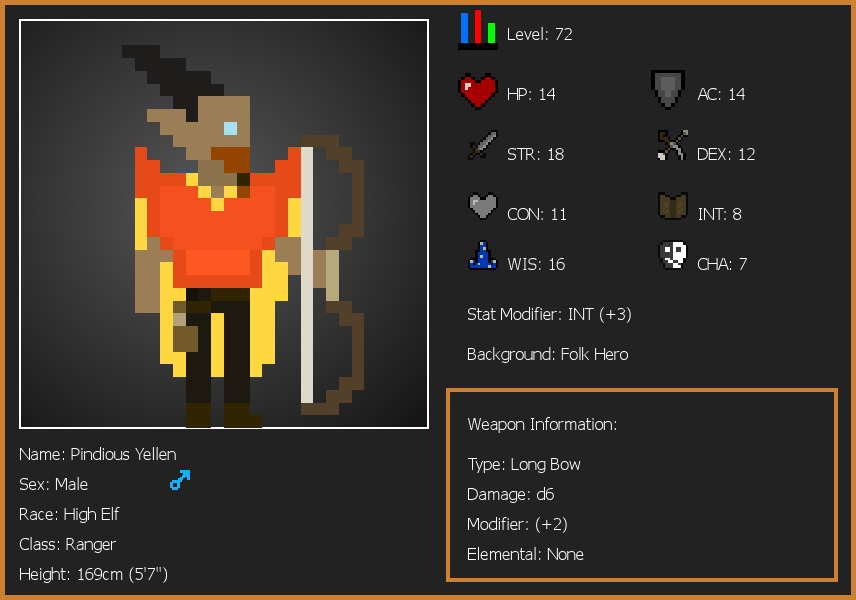 Level: 72
HP: 14
AC: 14
STR: 18
DEX: 12
CON: 11
INT: 8
WIS: 16
CHA: 7
Stat Modifier: INT (+3)
Background: Folk Hero
Weapon Information:
Type: Long Bow
Damage: d6
Modifier: (+2)
Elemental: None
Name: Pindious Yellen
Sex: Male
Race: High Elf
Class: Ranger
Height: 169cm (5'7")